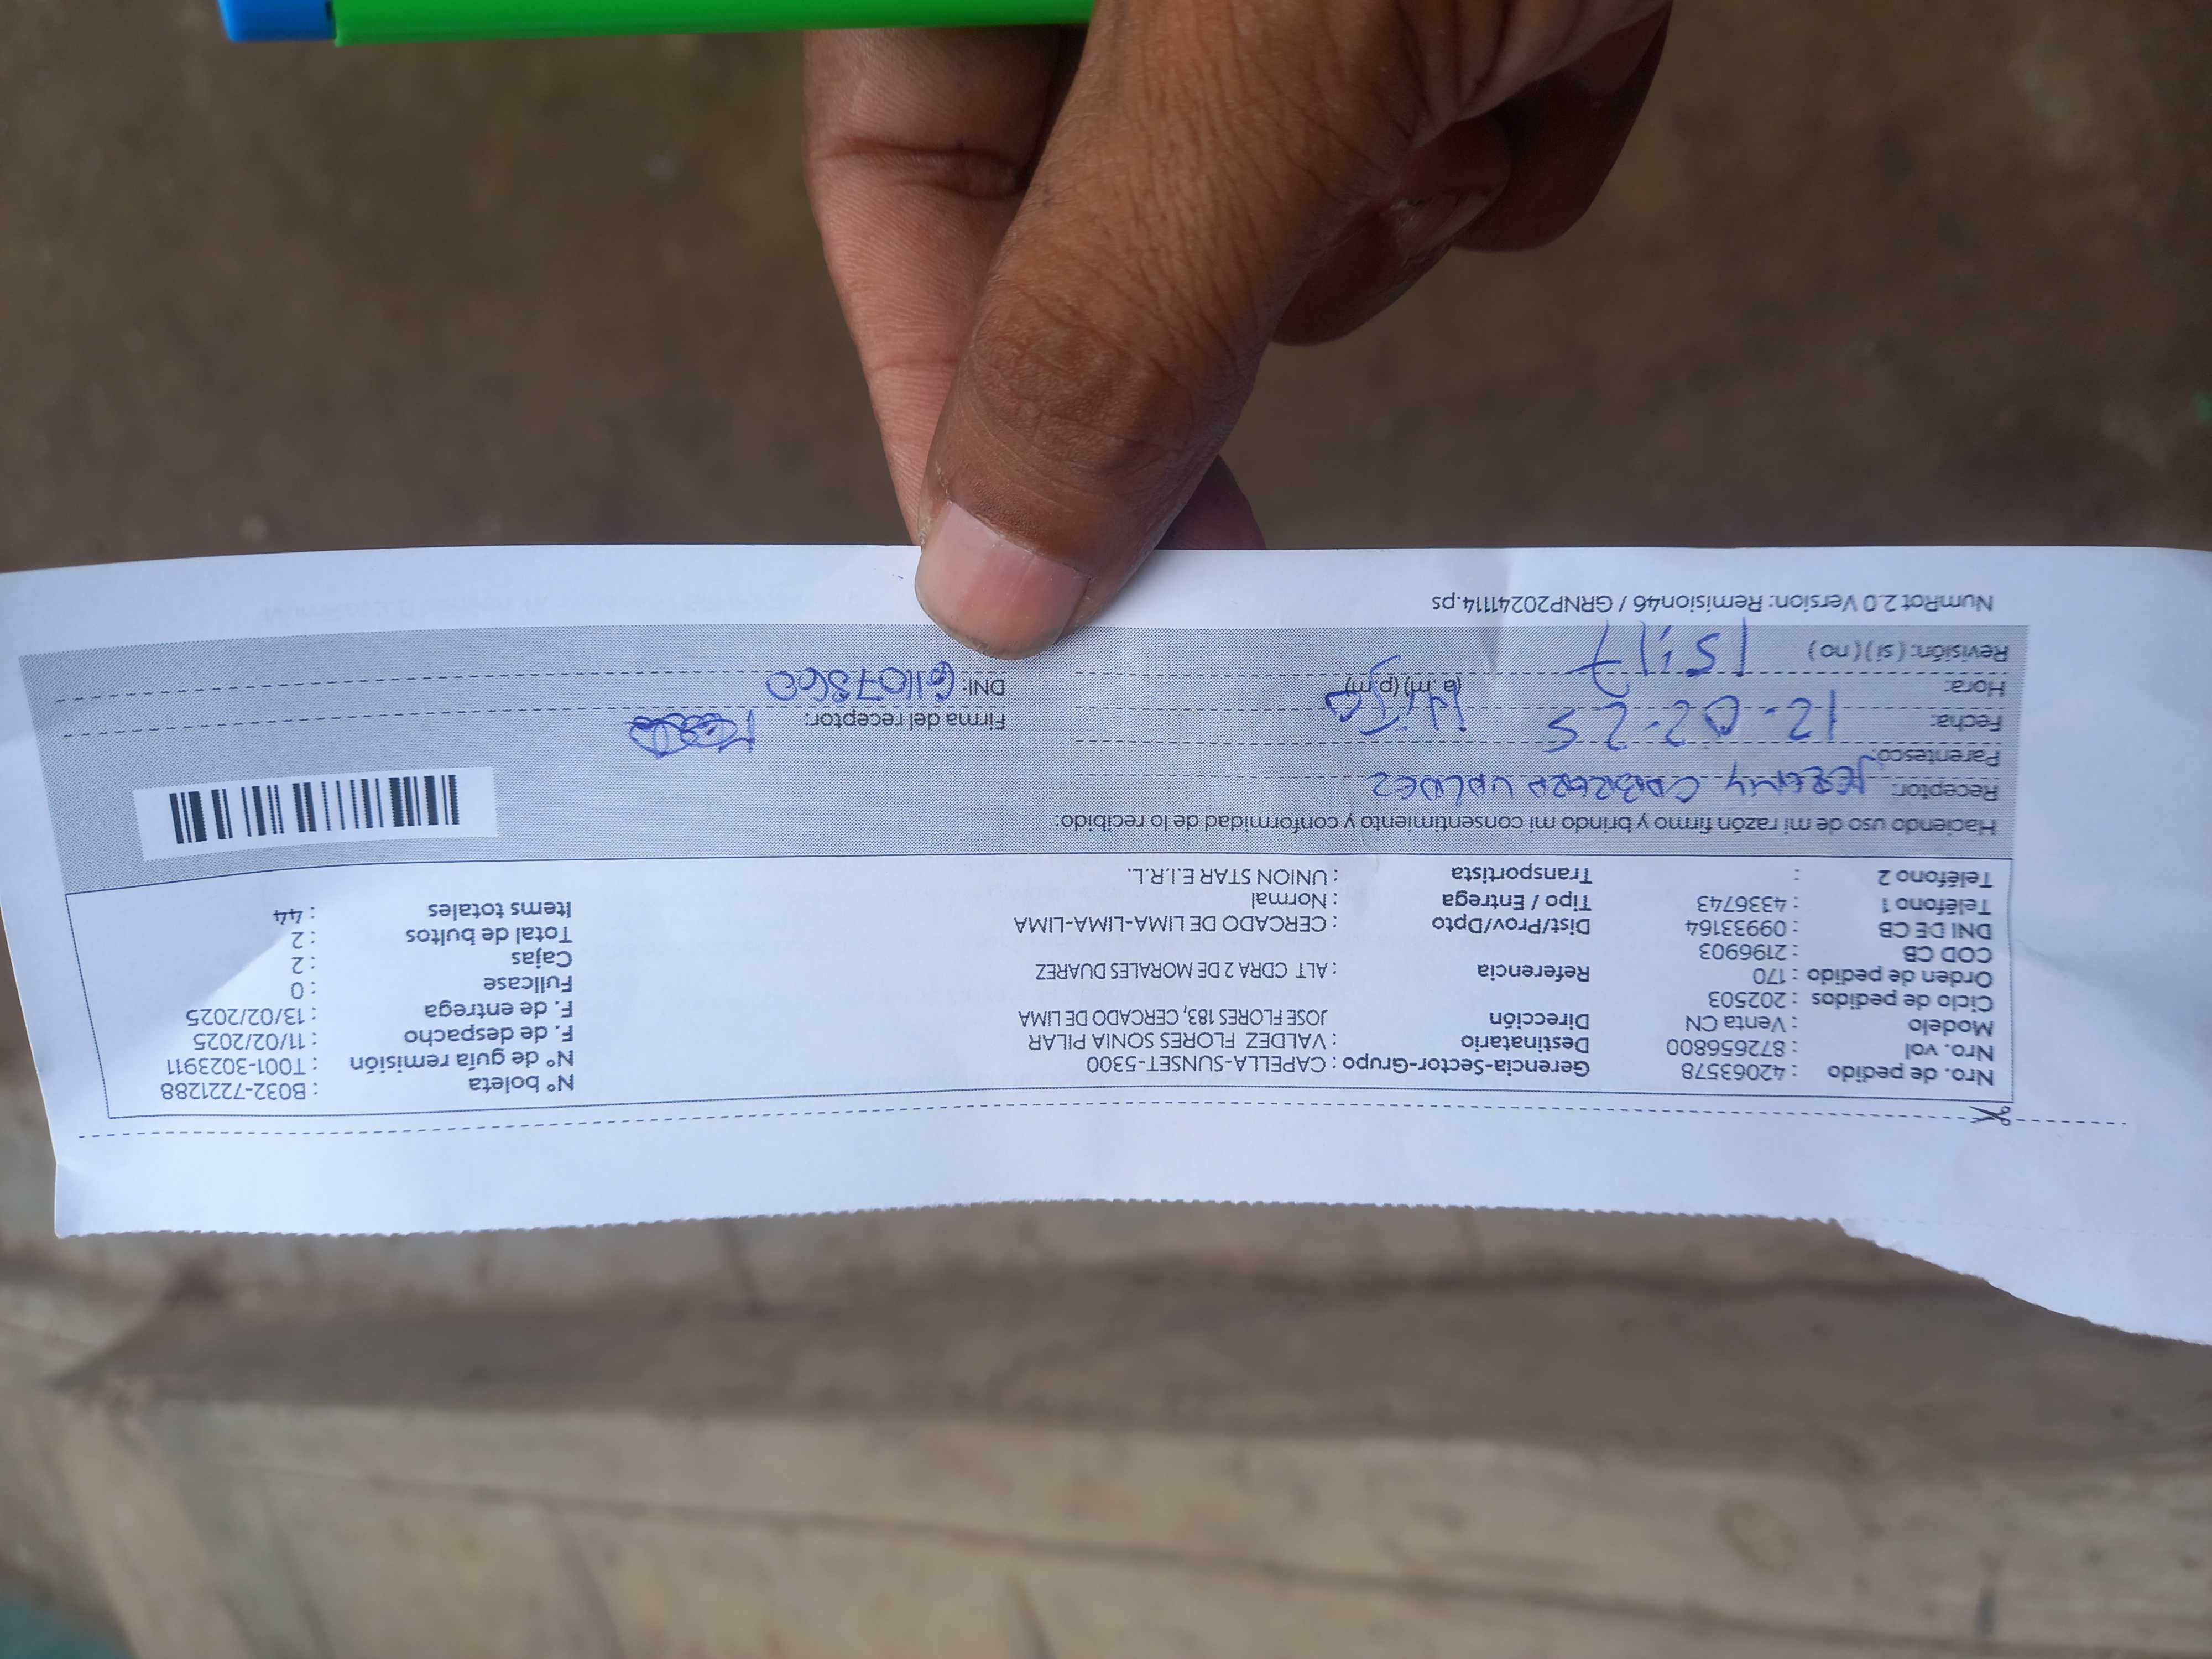 Nro. de pedido : 42063578 Gerencia-Sector-Grupo : CAPELLA-SUNSET-5300 N° boleta : B032-7221288
Nro. vol : 872656800 Destinatario : VALDEZ FLORES SONIA PILAR N° de guía remisión : T001-3023911
Modelo : Venta CN Dirección JOSE FLORES 183, CERCADO DE LIMA F. de despacho : 11/02/2025
Ciclo de pedidos : 202503 F. de entrega : 13/02/2025
Orden de pedido : 170 Referencia : ALT CDRA 2 DE MORALES DUAREZ Fullcase : 0
COD CB : 2196903 Cajas : 2
DNI DE CB : 09933164 Dist/Prov/Dpto : CERCADO DE LIMA-LIMA-LIMA Total de bultos : 2
Teléfono 1 : 4336743 Tipo / Entrega : Normal Items totales : 44
Teléfono 2 : Transportista : UNION STAR E.I.R.L.
Haciendo uso de mi razón firmo y brindo mi consentimiento y conformidad de lo recibido:
Receptor: JEREMY CABRERA VALDEZ
Parentesco: Hijo
Fecha: 12-02-25 Firma del receptor:
Hora: 15:17 (a.m) (p.m) DNI: 61107860
Revisión: ( si ) ( no )
NumRot 2.0 Version: Remision46 / GRNP20241114.ps